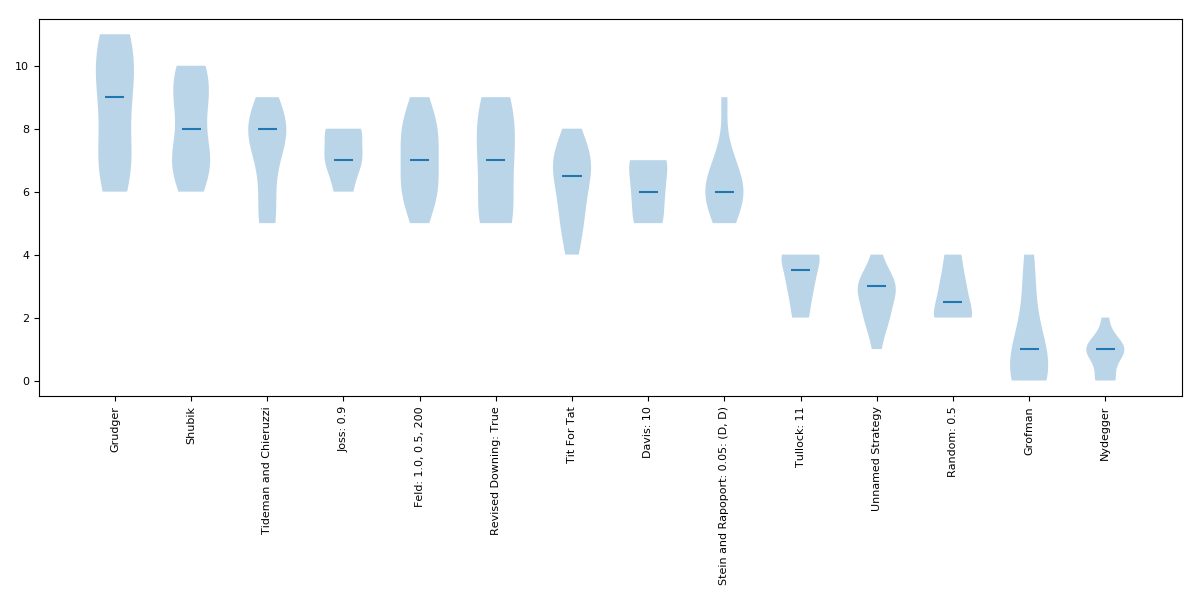 10
8
6
4
2
0
Grudger
Shubik
Tideman and Chieruzzi
Joss: 0.9
Feld: 1.0, 0.5, 200
Revised Downing: True
Tit For Tat
Davis: 10
Stein and Rapoport: 0.05: (D, D)
Tullock: 11
Unnamed Strategy
Random: 0.5
Grofman
Nydegger